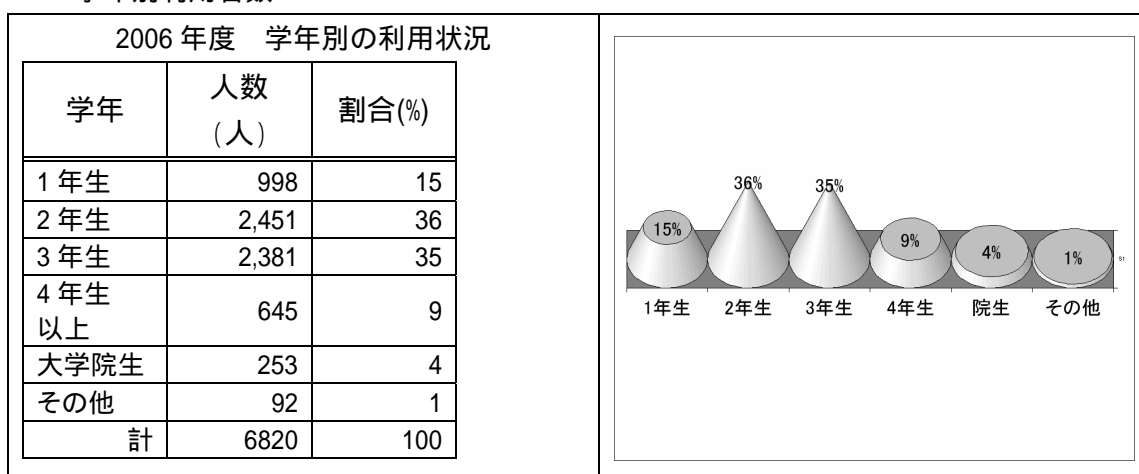 2006 年度　学年別の利用状況
学年 人数(人) 割合(%)
1 年生 998 15
2 年生 2,451 36
3 年生 2,381 35
4 年生以上 645 9
大学院生 253 4
その他 92 1
計 6820 100
36% 35%
15% 9% 4% 1%
S1
1年生 2年生 3年生 4年生 院生 その他